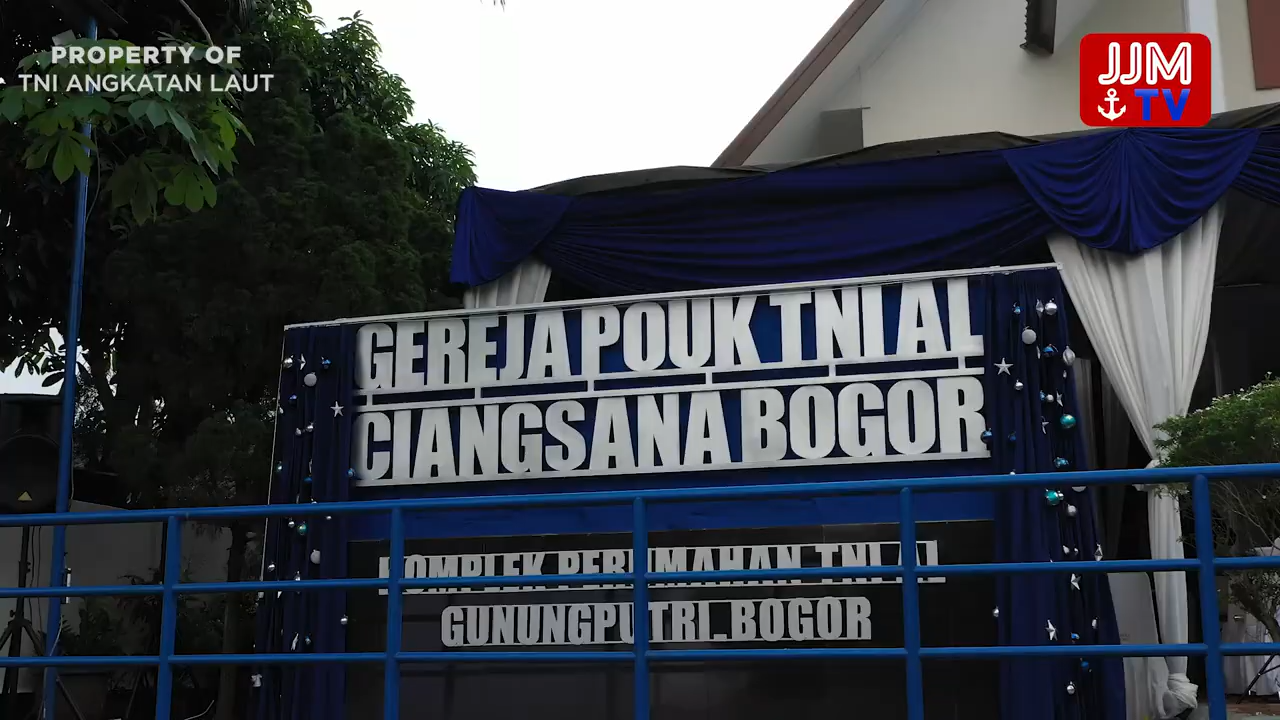 PROPERTY OF
TNI ANGKATAN LAUT
JJM
TV
GEREJA POUK TNI AL
CIANGSANA BOGOR
KOMPLEK PERUMAHAN TNI AL
GUNUNGPUTRI-BOGOR